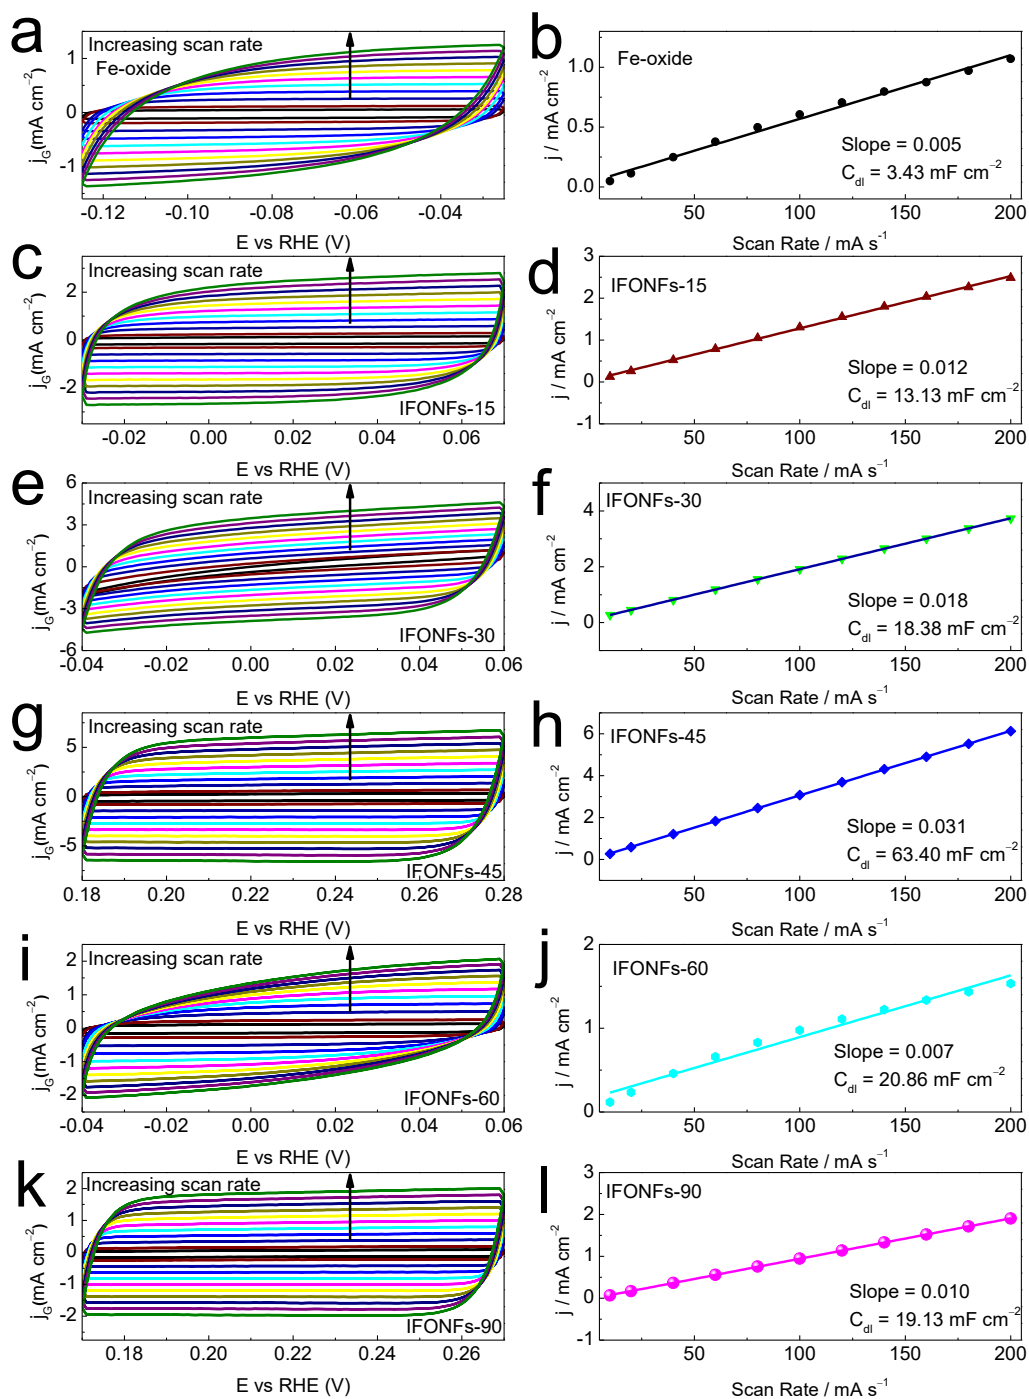 a
Increasing scan rate
Fe-oxide
1
0
-1
j_G(mA cm⁻²)
-0.12 -0.10 -0.08 -0.06 -0.04
E vs RHE (V)
b
Fe-oxide
1.0
0.5
0.0
j / mA cm⁻²
Slope = 0.005
C_dl = 3.43 mF cm⁻²
50 100 150 200
Scan Rate / mA s⁻¹
c
Increasing scan rate
2
0
-2
j_G(mA cm⁻²)
IFONFs-15
-0.02 0.00 0.02 0.04 0.06
E vs RHE (V)
d
IFONFs-15
3
2
1
0
-1
j / mA cm⁻²
Slope = 0.012
C_dl = 13.13 mF cm⁻²
50 100 150 200
Scan Rate / mA s⁻¹
e
Increasing scan rate
6
3
0
-3
-6
j_G(mA cm⁻²)
IFONFs-30
-0.04 -0.02 0.00 0.02 0.04 0.06
E vs RHE (V)
f
IFONFs-30
4
2
0
-2
j / mA cm⁻²
Slope = 0.018
C_dl = 18.38 mF cm⁻²
50 100 150 200
Scan Rate / mA s⁻¹
g
Increasing scan rate
5
0
-5
j_G(mA cm⁻²)
IFONFs-45
0.18 0.20 0.22 0.24 0.26 0.28
E vs RHE (V)
h
IFONFs-45
6
4
2
0
j / mA cm⁻²
Slope = 0.031
C_dl = 63.40 mF cm⁻²
50 100 150 200
Scan Rate / mA s⁻¹
i
Increasing scan rate
2
1
0
-1
-2
j_G(mA cm⁻²)
IFONFs-60
-0.04 -0.02 0.00 0.02 0.04 0.06
E vs RHE (V)
j
IFONFs-60
2
1
0
j / mA cm⁻²
Slope = 0.007
C_dl = 20.86 mF cm⁻²
50 100 150 200
Scan Rate / mA s⁻¹
k
Increasing scan rate
2
1
0
-1
-2
j_G(mA cm⁻²)
IFONFs-90
0.18 0.20 0.22 0.24 0.26
E vs RHE (V)
l
IFONFs-90
3
2
1
0
-1
j / mA cm⁻²
Slope = 0.010
C_dl = 19.13 mF cm⁻²
50 100 150 200
Scan Rate / mA s⁻¹